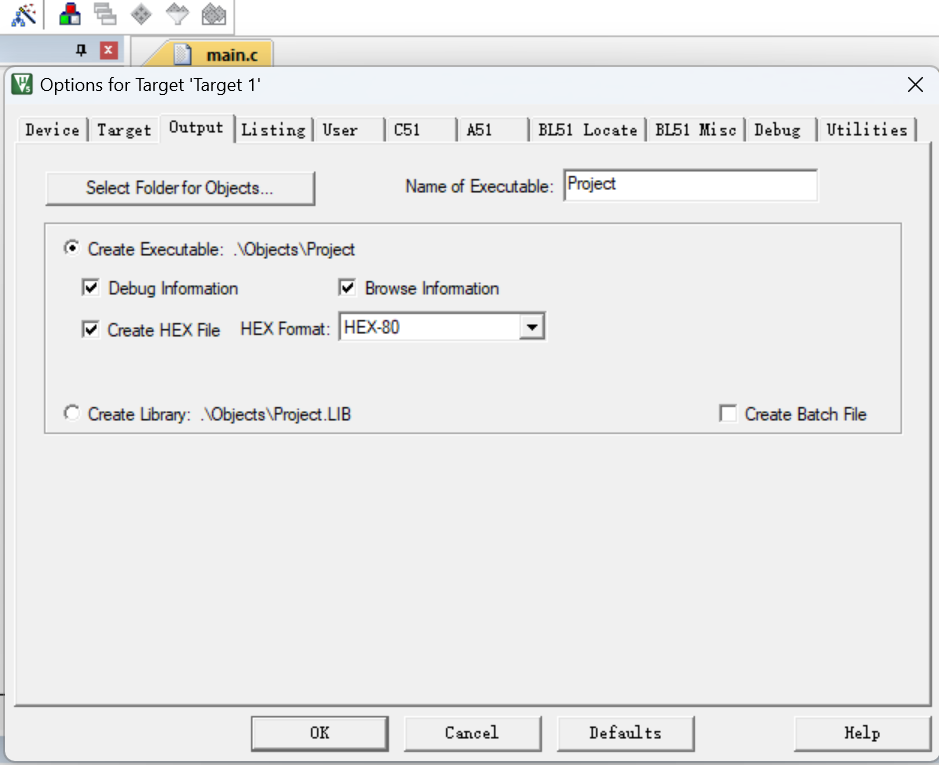 main.c
Options for Target 'Target 1'
Device Target Output Listing User C51 A51 BL51 Locate BL51 Misc Debug Utilities
Select Folder for Objects... Name of Executable: Project
Create Executable: .\Objects\Project
Debug Information Browse Information
Create HEX File HEX Format: HEX-80
Create Library: .\Objects\Project.LIB Create Batch File
OK Cancel Defaults Help